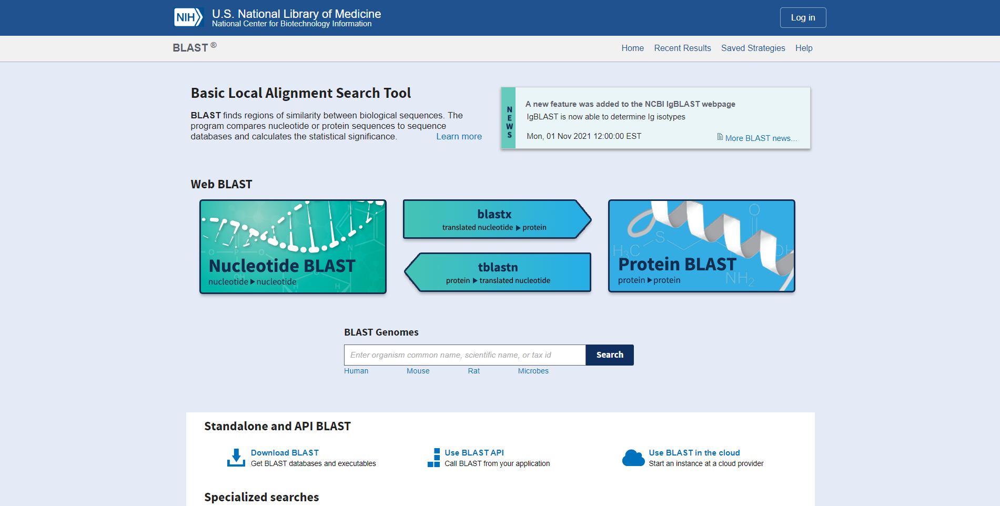 NIH
U.S. National Library of Medicine
National Center for Biotechnology Information
Log in
BLAST ®
Home Recent Results Saved Strategies Help
Basic Local Alignment Search Tool
BLAST finds regions of similarity between biological sequences. The
program compares nucleotide or protein sequences to sequence
databases and calculates the statistical significance. Learn more
NEWS
A new feature was added to the NCBI IgBLAST webpage
IgBLAST is now able to determine Ig isotypes
Mon, 01 Nov 2021 12:00:00 EST
More BLAST news...
Web BLAST
Nucleotide BLAST
nucleotide ▶ nucleotide
blastx
translated nucleotide ▶ protein
tblastn
protein ▶ translated nucleotide
O
S
H₃C
OH
NH₂
Protein BLAST
protein ▶ protein
BLAST Genomes
Enter organism common name, scientific name, or tax id
Search
Human Mouse Rat Microbes
Standalone and API BLAST
Download BLAST
Get BLAST databases and executables
Use BLAST API
Call BLAST from your application
Use BLAST in the cloud
Start an instance at a cloud provider
Specialized searches